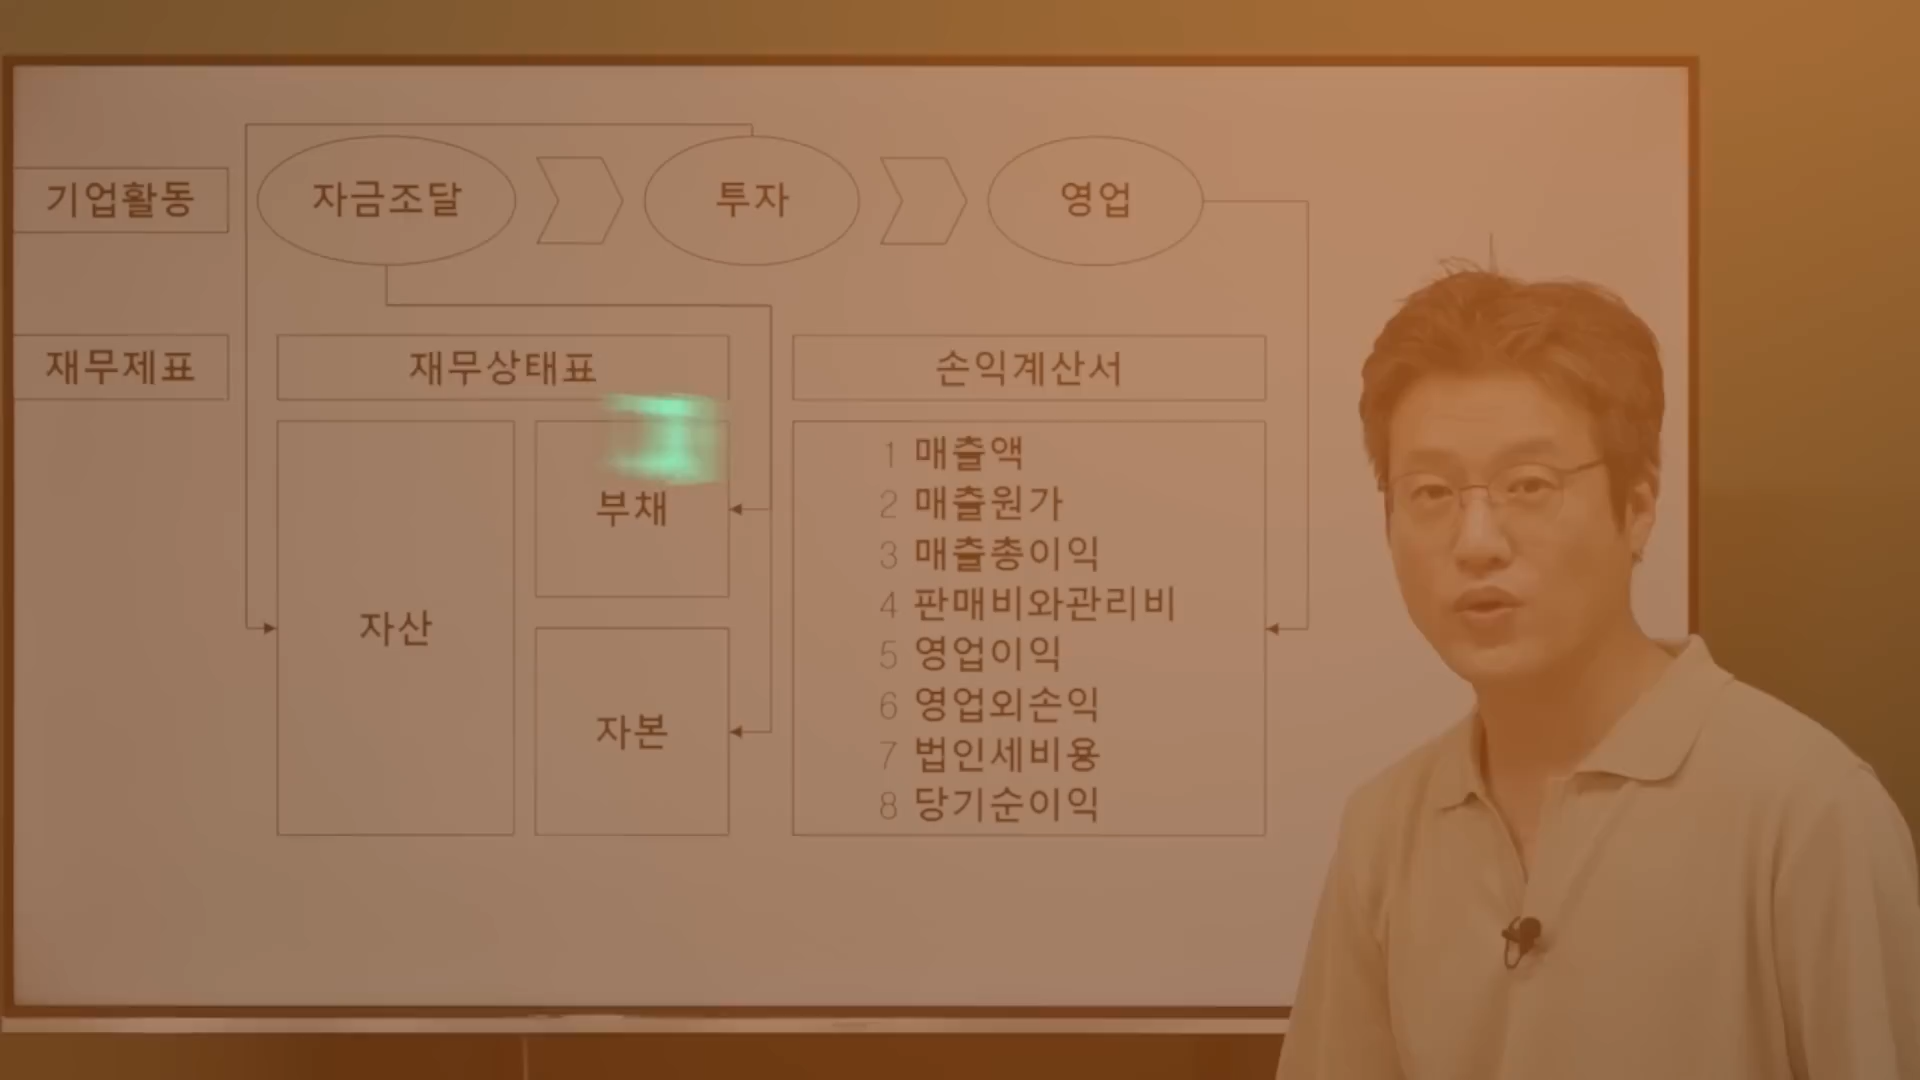 기업활동
자금조달
투자
영업
재무제표
재무상태표
손익계산서
자산
부채
자본
1 매출액
2 매출원가
3 매출총이익
4 판매비와관리비
5 영업이익
6 영업외손익
7 법인세비용
8 당기순이익